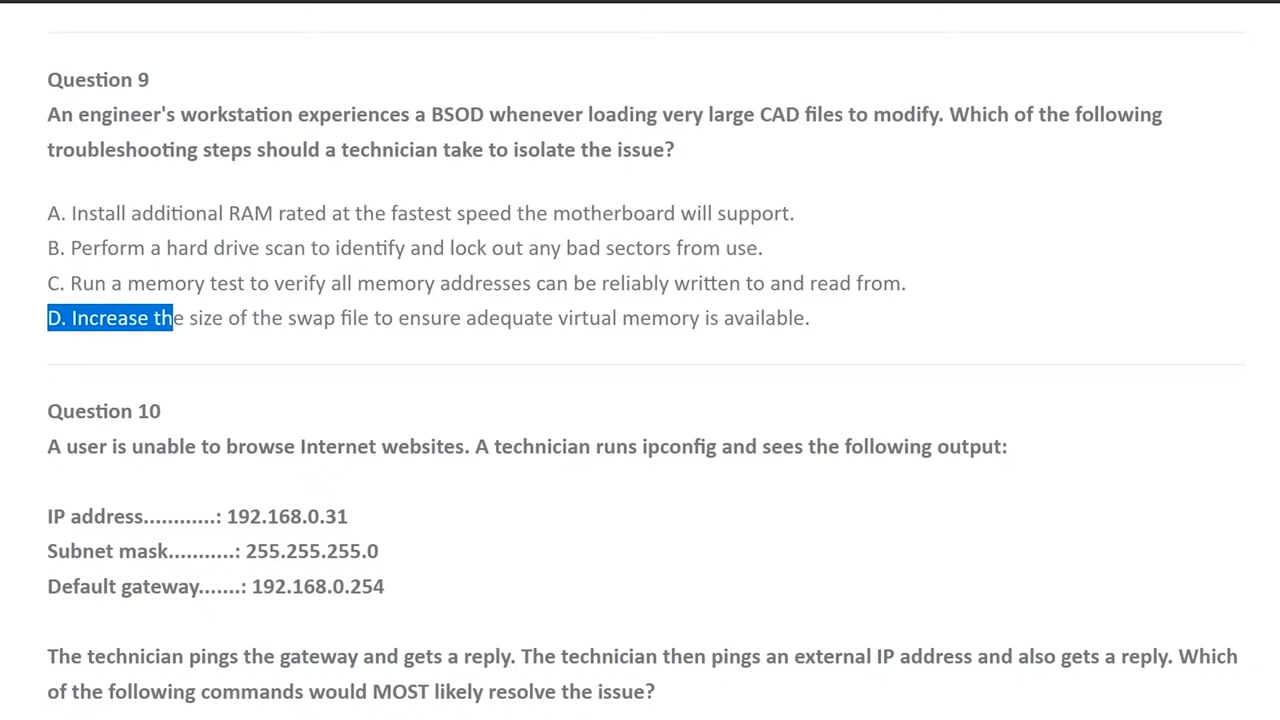 Question 9
An engineer's workstation experiences a BSOD whenever loading very large CAD files to modify. Which of the following
troubleshooting steps should a technician take to isolate the issue?
A. Install additional RAM rated at the fastest speed the motherboard will support.
B. Perform a hard drive scan to identify and lock out any bad sectors from use.
C. Run a memory test to verify all memory addresses can be reliably written to and read from.
D. Increase the size of the swap file to ensure adequate virtual memory is available.
Question 10
A user is unable to browse Internet websites. A technician runs ipconfig and sees the following output:
IP address............: 192.168.0.31
Subnet mask...........: 255.255.255.0
Default gateway.......: 192.168.0.254
The technician pings the gateway and gets a reply. The technician then pings an external IP address and also gets a reply. Which
of the following commands would MOST likely resolve the issue?